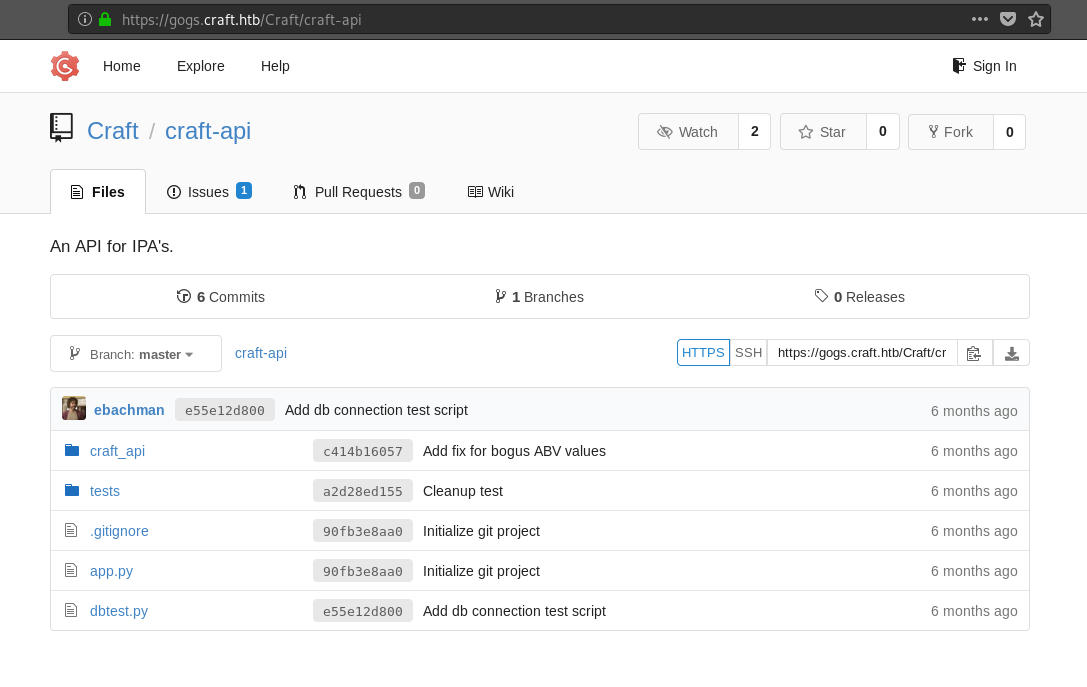 https://gogs.craft.htb/Craft/craft-api
Home Explore Help Sign In
Craft / craft-api Watch 2 Star 0 Fork 0
Files Issues 1 Pull Requests 0 Wiki
An API for IPA's.
6 Commits 1 Branches 0 Releases
Branch: master craft-api HTTPS SSH https://gogs.craft.htb/Craft/cr
ebachman e55e12d800 Add db connection test script 6 months ago
craft_api c414b16057 Add fix for bogus ABV values 6 months ago
tests a2d28ed155 Cleanup test 6 months ago
.gitignore 90fb3e8aa0 Initialize git project 6 months ago
app.py 90fb3e8aa0 Initialize git project 6 months ago
dbtest.py e55e12d800 Add db connection test script 6 months ago